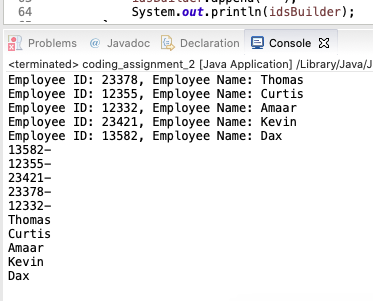 64 System.out.println(idsBuilder);
Problems @ Javadoc Declaration Console
<terminated> coding_assignment_2 [Java Application] /Library/Java/J
Employee ID: 23378, Employee Name: Thomas
Employee ID: 12355, Employee Name: Curtis
Employee ID: 12332, Employee Name: Amaar
Employee ID: 23421, Employee Name: Kevin
Employee ID: 13582, Employee Name: Dax
13582-
12355-
23421-
23378-
12332-
Thomas
Curtis
Amaar
Kevin
Dax